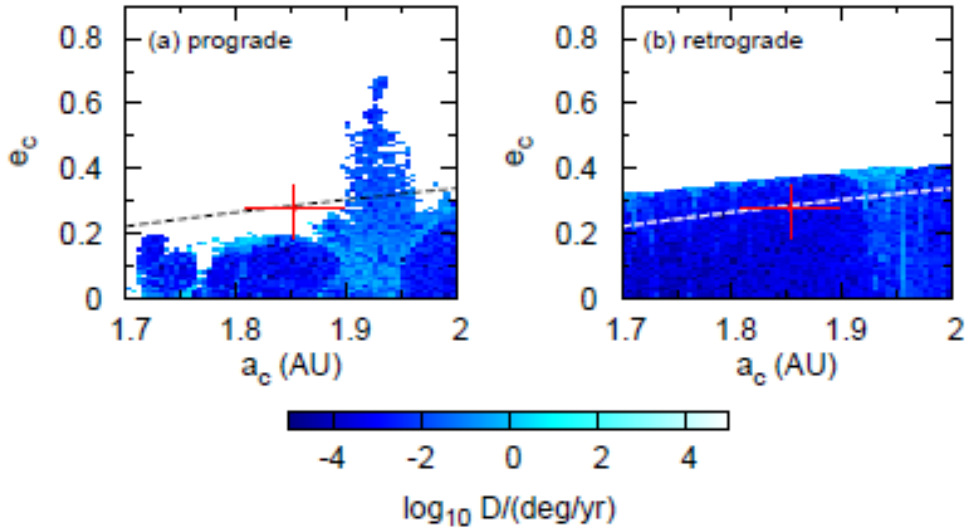 (a) prograde
(b) retrograde
0.8
0.6
0.4
0.2
0
e_c
1.7 1.8 1.9 2
a_c (AU)
0.8
0.6
0.4
0.2
0
e_c
1.7 1.8 1.9 2
a_c (AU)
-4 -2 0 2 4
log_10 D/(deg/yr)